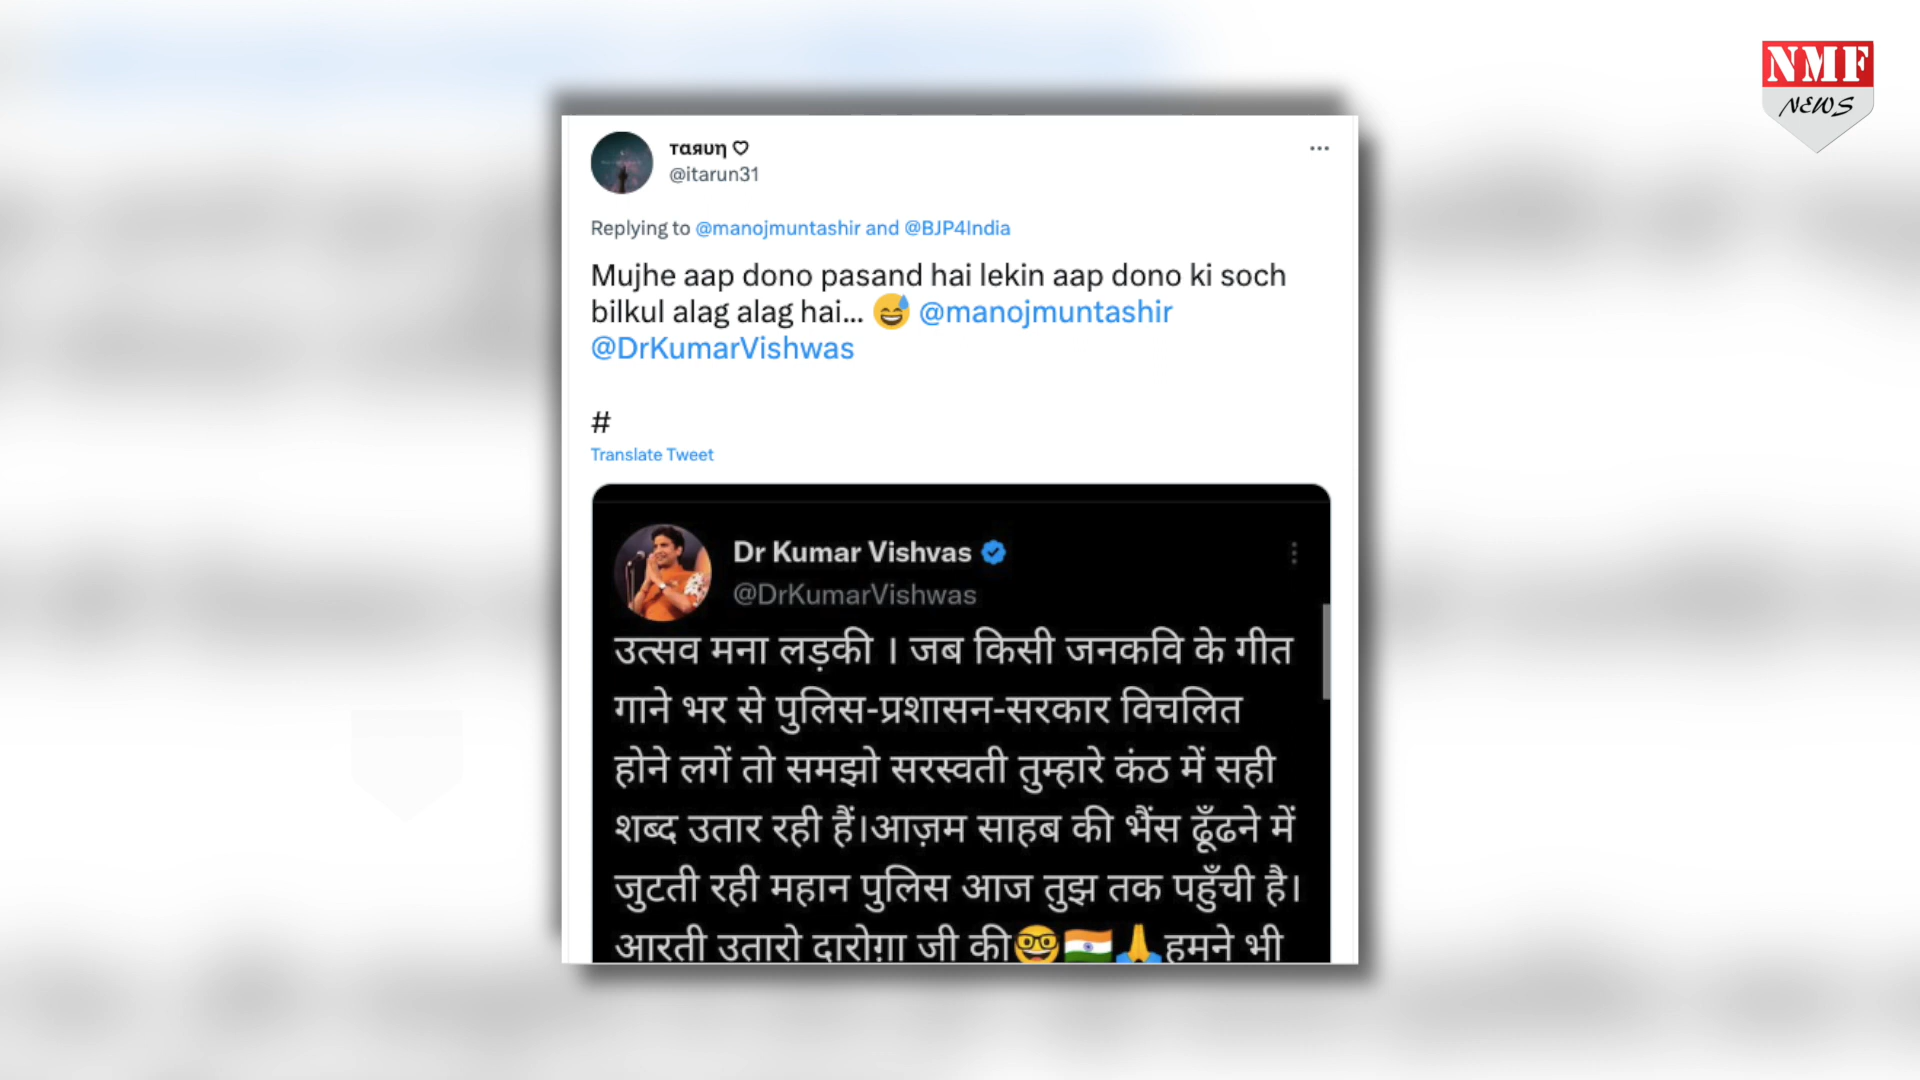 NMF
NEWS
ταяυη ♡
@itarun31
Replying to @manojmuntashir and @BJP4India
Mujhe aap dono pasand hai lekin aap dono ki soch
bilkul alag alag hai... 😅 @manojmuntashir
@DrKumarVishwas
#
Translate Tweet
Dr Kumar Vishvas
@DrKumarVishwas
उत्सव मना लड़की । जब किसी जनकवि के गीत
गाने भर से पुलिस-प्रशासन-सरकार विचलित
होने लगें तो समझो सरस्वती तुम्हारे कंठ में सही
शब्द उतार रही हैं।आज़म साहब की भैंस ढूँढने में
जुटती रही महान पुलिस आज तुझ तक पहुँची है।
आरती उतारो दारोग़ा जी की🤓🇮🇳🙏हमने भी